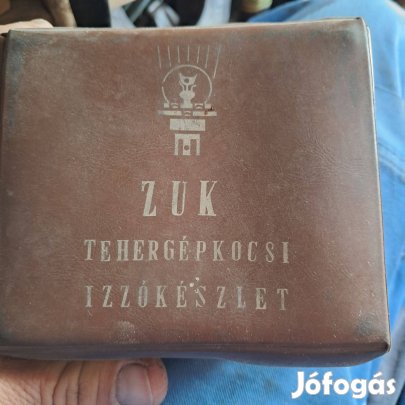 ZUK
TEHERGÉPKOCSI
IZZÓKÉSZLET
Jófogás